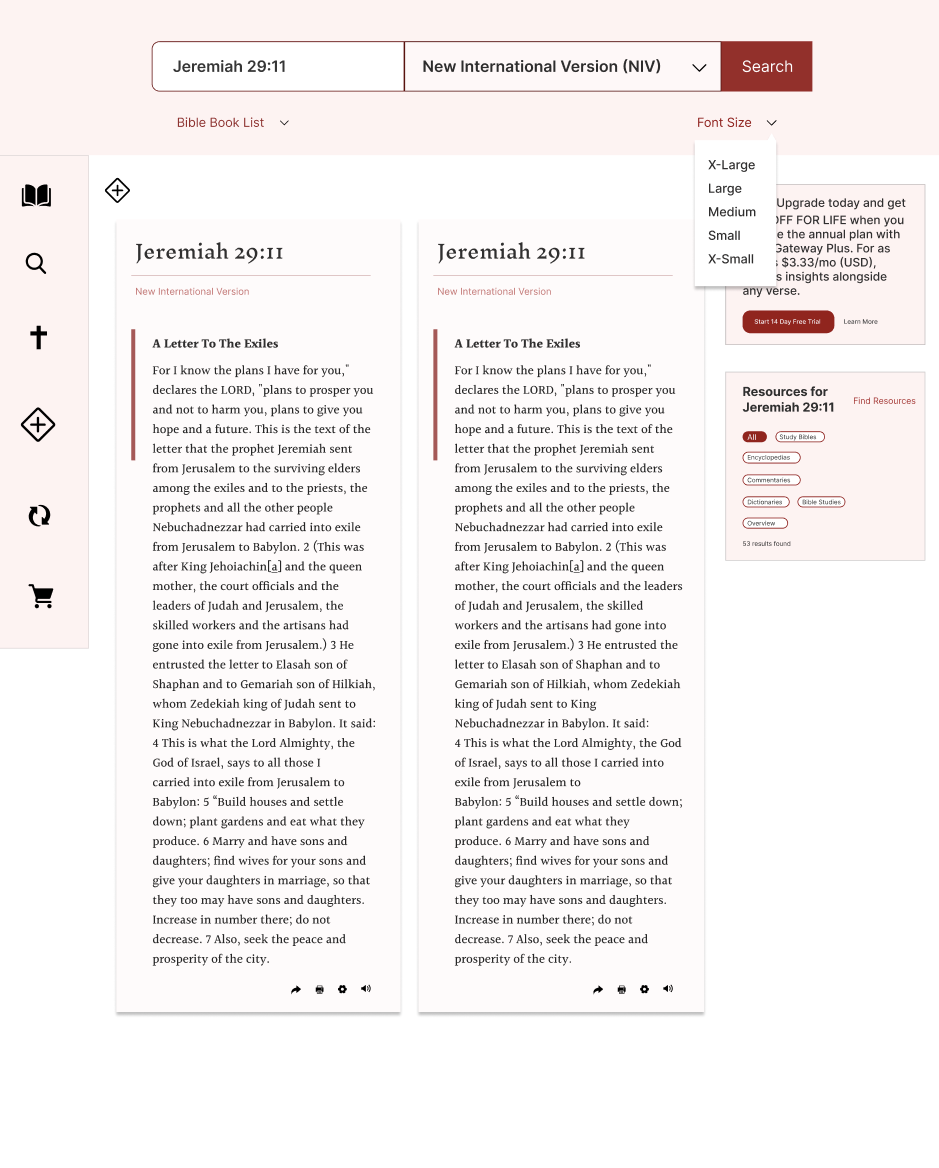 Jeremiah 29:11
New International Version (NIV)
Search
Bible Book List
Font Size
X-Large
Large
Medium
Small
X-Small
Jeremiah 29:11
New International Version
A Letter To The Exiles
For I know the plans I have for you,"
declares the LORD, "plans to prosper you
and not to harm you, plans to give you
hope and a future. This is the text of the
letter that the prophet Jeremiah sent
from Jerusalem to the surviving elders
among the exiles and to the priests, the
prophets and all the other people
Nebuchadnezzar had carried into exile
from Jerusalem to Babylon. 2 (This was
after King Jehoiachin[a] and the queen
mother, the court officials and the
leaders of Judah and Jerusalem, the
skilled workers and the artisans had
gone into exile from Jerusalem.) 3 He
entrusted the letter to Elasah son of
Shaphan and to Gemariah son of Hilkiah,
whom Zedekiah king of Judah sent to
King Nebuchadnezzar in Babylon. It said:
4 This is what the Lord Almighty, the
God of Israel, says to all those I
carried into exile from Jerusalem to
Babylon: 5 “Build houses and settle
down; plant gardens and eat what they
produce. 6 Marry and have sons and
daughters; find wives for your sons and
give your daughters in marriage, so that
they too may have sons and daughters.
Increase in number there; do not
decrease. 7 Also, seek the peace and
prosperity of the city.
Jeremiah 29:11
New International Version
A Letter To The Exiles
For I know the plans I have for you,"
declares the LORD, "plans to prosper you
and not to harm you, plans to give you
hope and a future. This is the text of the
letter that the prophet Jeremiah sent
from Jerusalem to the surviving elders
among the exiles and to the priests, the
prophets and all the other people
Nebuchadnezzar had carried into exile
from Jerusalem to Babylon. 2 (This was
after King Jehoiachin[a] and the queen
mother, the court officials and the leaders
of Judah and Jerusalem, the skilled
workers and the artisans had gone into
exile from Jerusalem.) 3 He entrusted the
letter to Elasah son of Shaphan and to
Gemariah son of Hilkiah, whom Zedekiah
king of Judah sent to King
Nebuchadnezzar in Babylon. It said:
4 This is what the Lord Almighty, the God
of Israel, says to all those I carried into
exile from Jerusalem to
Babylon: 5 “Build houses and settle down;
plant gardens and eat what they
produce. 6 Marry and have sons and
daughters; find wives for your sons and
give your daughters in marriage, so that
they too may have sons and daughters.
Increase in number there; do not
decrease. 7 Also, seek the peace and
prosperity of the city.
Upgrade today and get
OFF FOR LIFE when you
the annual plan with
Gateway Plus. For as
$3.33/mo (USD),
insights alongside
any verse.
Start 14 Day Free Trial
Learn More
Resources for
Jeremiah 29:11
Find Resources
All
Study Bibles
Encyclopedias
Commentaries
Dictionaries
Bible Studies
Overview
53 results found